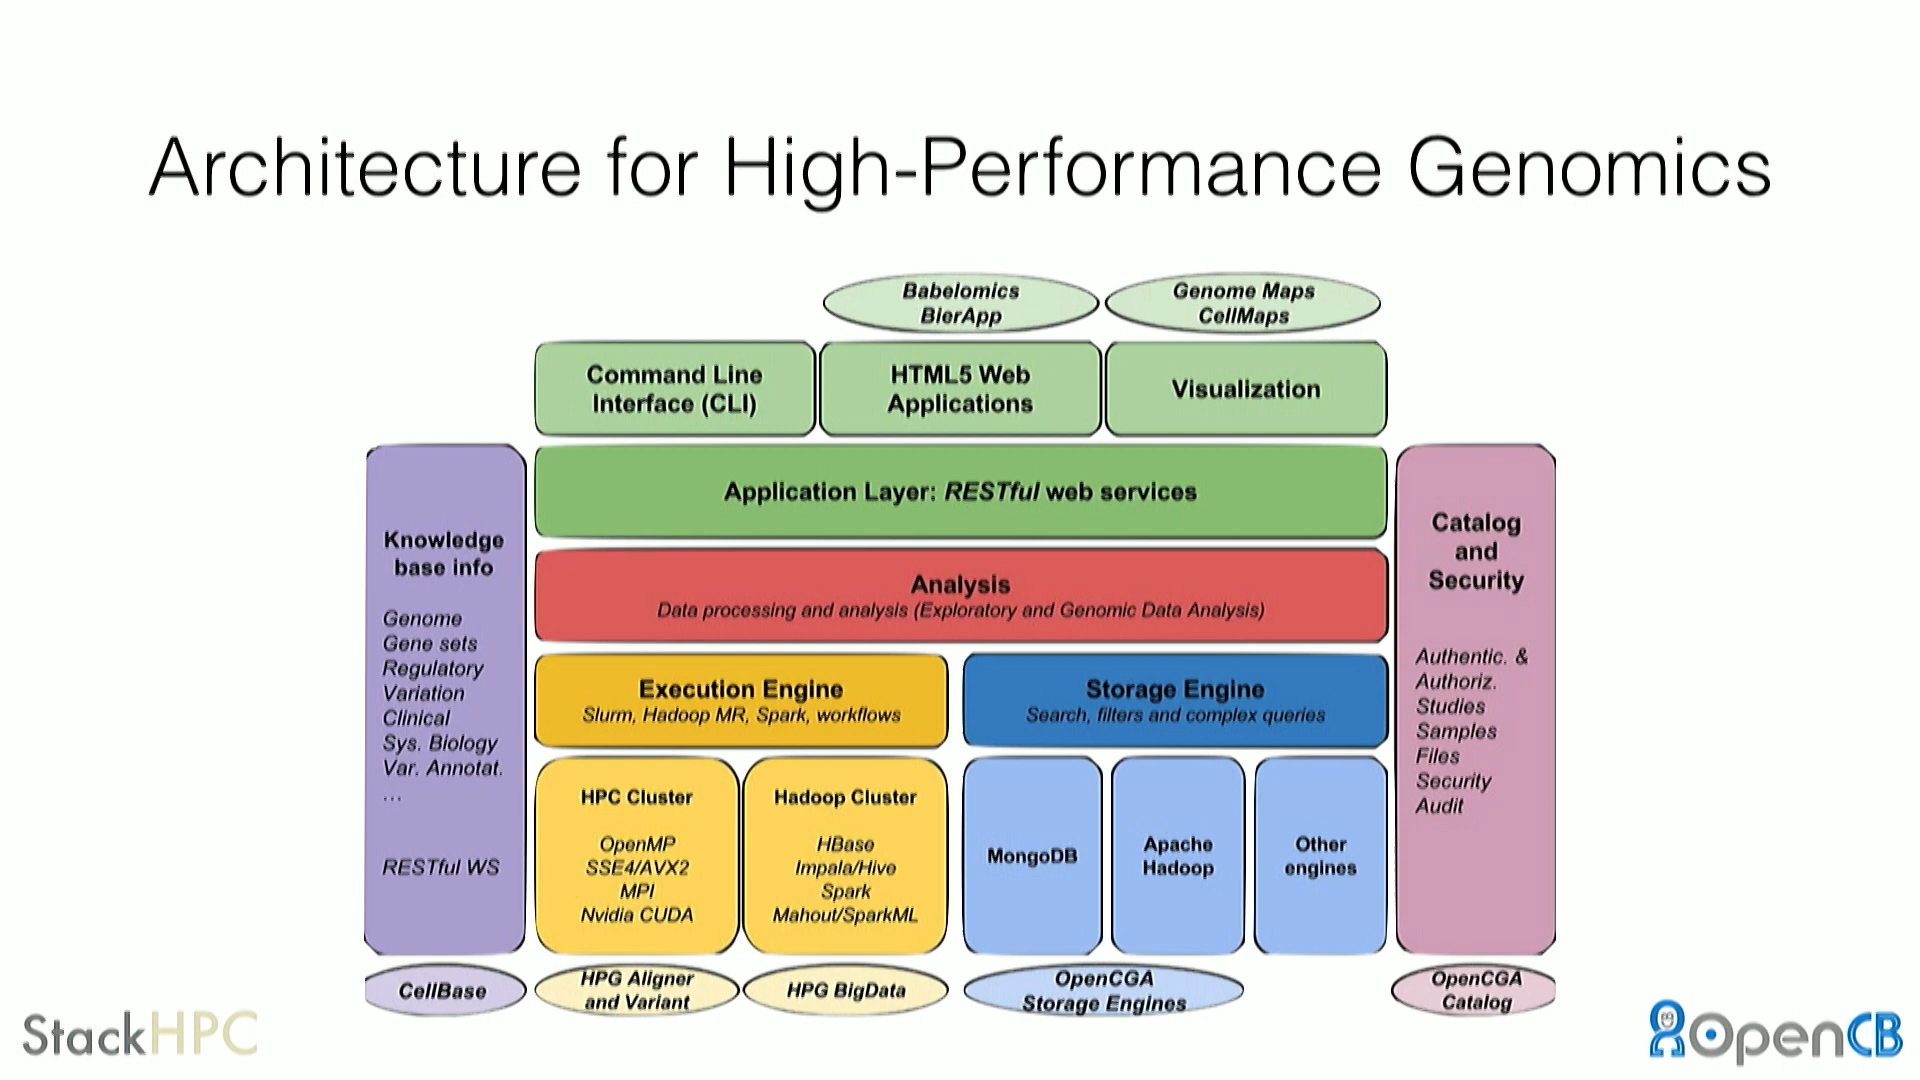 Architecture for High-Performance Genomics
Babelomics
BierApp
Genome Maps
CellMaps
Command Line
Interface (CLI)
HTML5 Web
Applications
Visualization
Knowledge
base info
Genome
Gene sets
Regulatory
Variation
Clinical
Sys. Biology
Var. Annotat.
...
RESTful WS
Application Layer: RESTful web services
Analysis
Data processing and analysis (Exploratory and Genomic Data Analysis)
Execution Engine
Slurm, Hadoop MR, Spark, workflows
Storage Engine
Search, filters and complex queries
HPC Cluster
OpenMP
SSE4/AVX2
MPI
Nvidia CUDA
Hadoop Cluster
HBase
Impala/Hive
Spark
Mahout/SparkML
MongoDB
Apache
Hadoop
Other
engines
Catalog
and
Security
Authentic. &
Authoriz.
Studies
Samples
Files
Security
Audit
CellBase
HPG Aligner
and Variant
HPG BigData
OpenCGA
Storage Engines
OpenCGA
Catalog
StackHPC
OpenCB